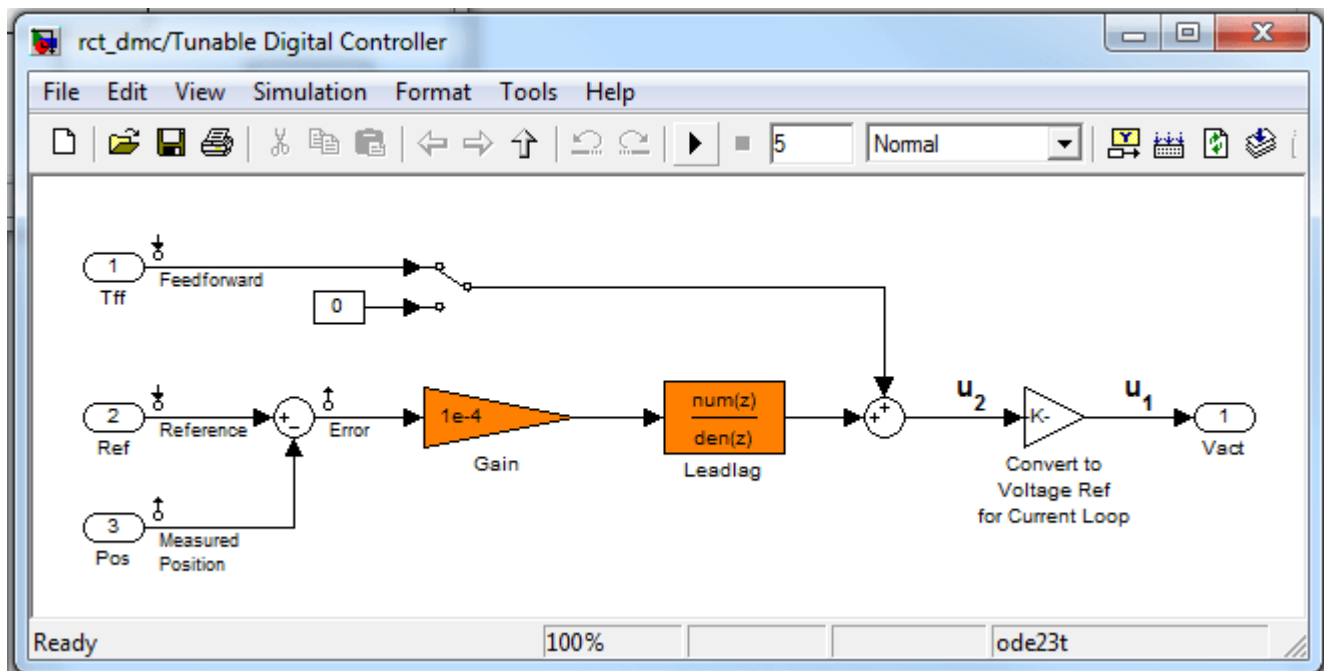 rct_dmc/Tunable Digital Controller
File Edit View Simulation Format Tools Help
5 Normal
1
Tff
Feedforward
0
2
Ref
Reference
+
−
Error
1e-4
Gain
num(z)
den(z)
Leadlag
+
+
u2
-K-
u1
Convert to
Voltage Ref
for Current Loop
1
Vact
3
Pos
Measured
Position
Ready 100% ode23t